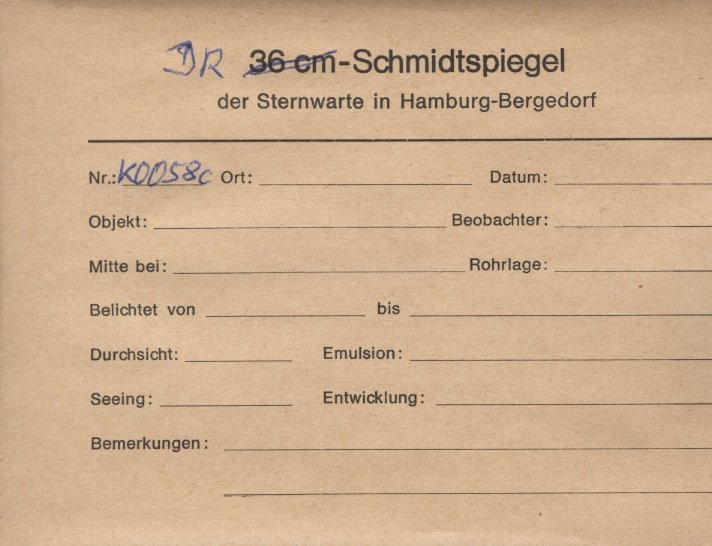 DR 36 cm-Schmidtspiegel
der Sternwarte in Hamburg-Bergedorf
Nr.: K0058c Ort: Datum:
Objekt: Beobachter:
Mitte bei: Rohrlage:
Belichtet von bis
Durchsicht: Emulsion:
Seeing: Entwicklung:
Bemerkungen: